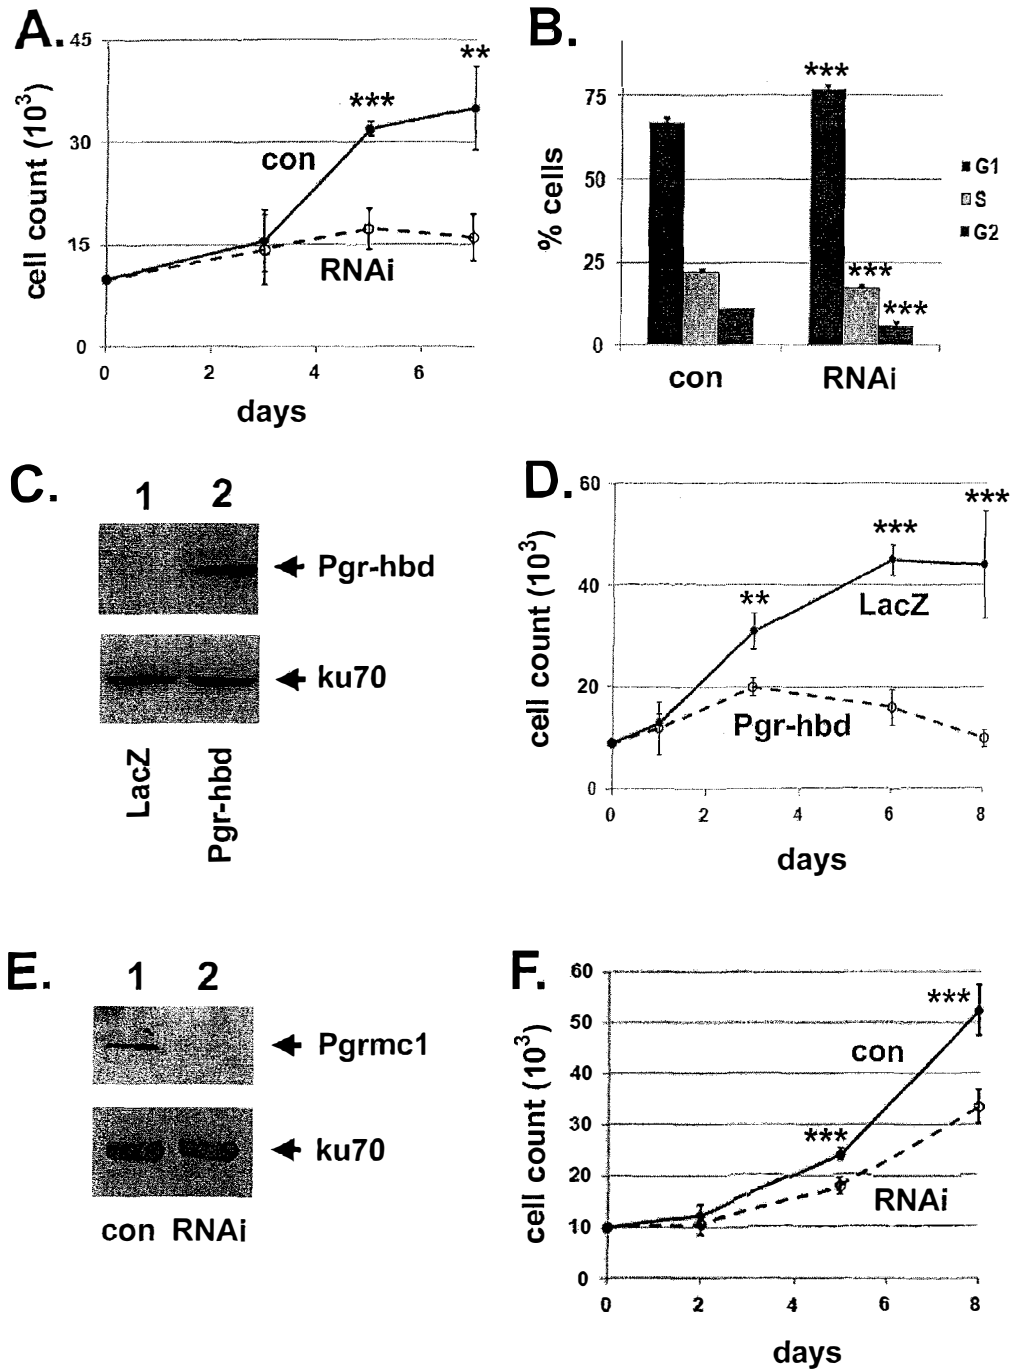 A.
45
30
15
0
cell count (10³)
**
***
con
RNAi
0 2 4 6
days
B.
75
50
25
0
% cells
***
***
***
G1
S
G2
con RNAi
C.
1 2
Pgr-hbd
ku70
LacZ
Pgr-hbd
D.
60
40
20
0
cell count (10³)
***
***
**
LacZ
Pgr-hbd
0 2 4 6 8
days
E.
1 2
Pgrmc1
ku70
con RNAi
F.
60
50
40
30
20
10
0
cell count (10³)
***
con
***
RNAi
0 2 4 6 8
days